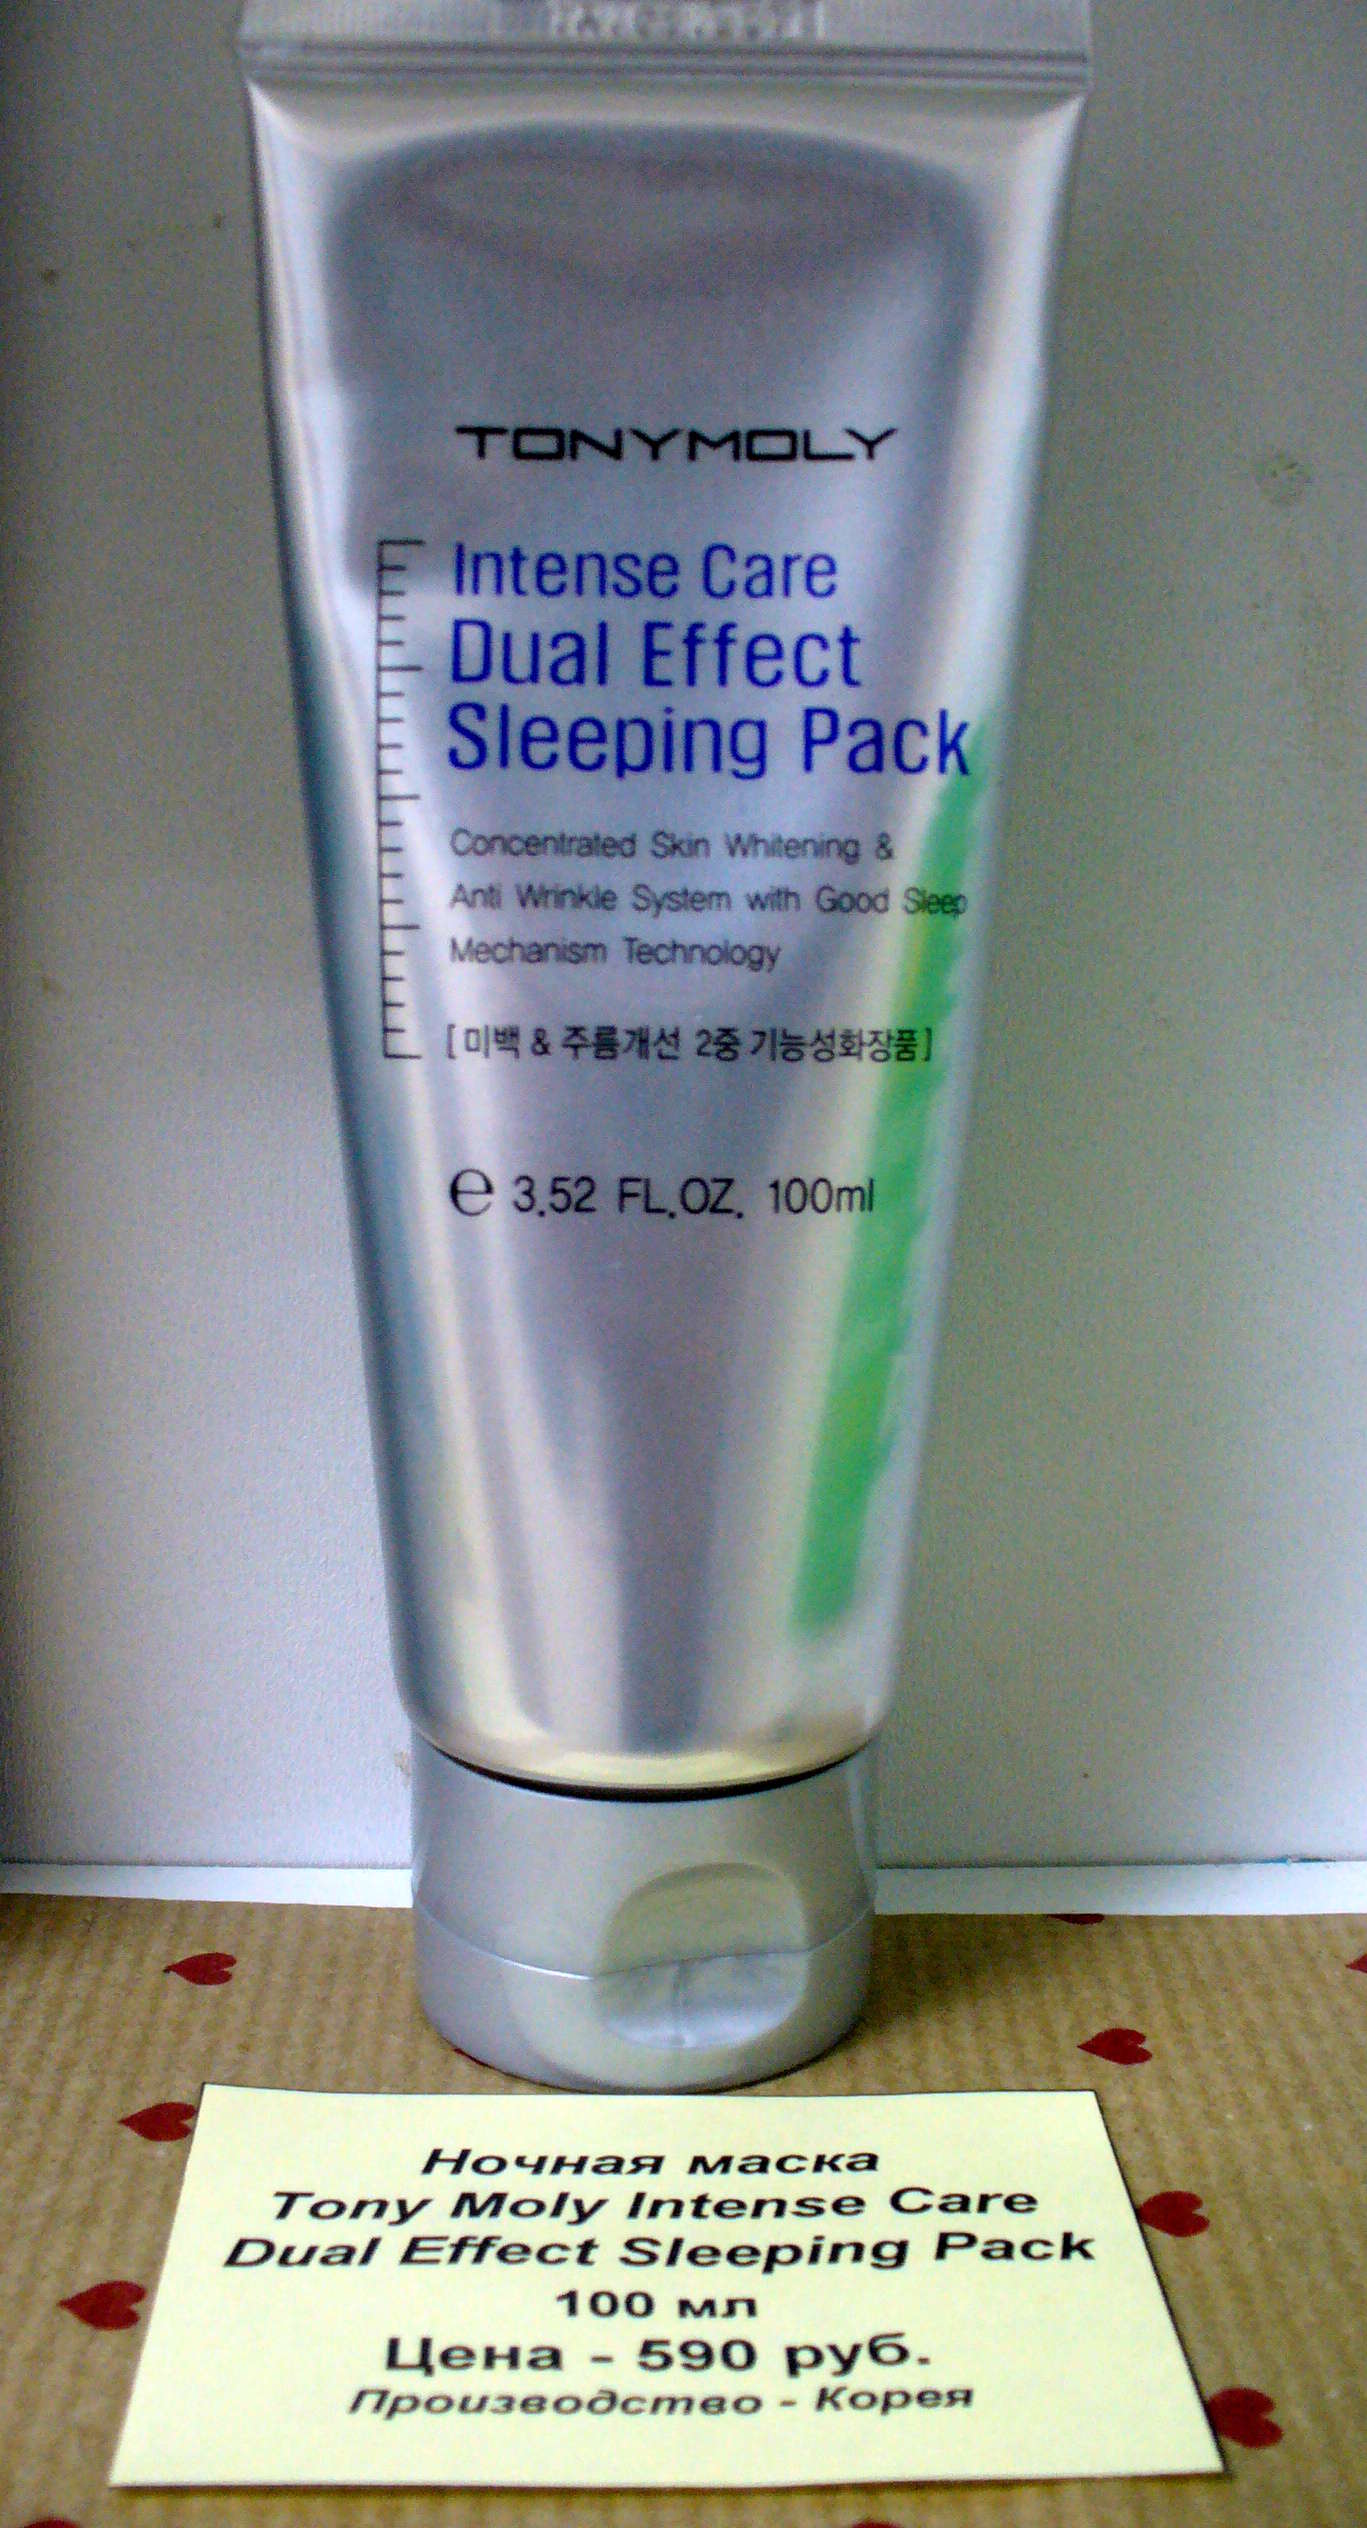 TONYMOLY
Intense Care
Dual Effect
Sleeping Pack
Concentrated Skin Whitening &
Anti Wrinkle System with Good Sleep
Mechanism Technology
[ 미백 & 주름개선 2중 기능성화장품 ]
e 3.52 FL.OZ. 100ml
Ночная маска
Tony Moly Intense Care
Dual Effect Sleeping Pack
100 мл
Цена - 590 руб.
Производство - Корея